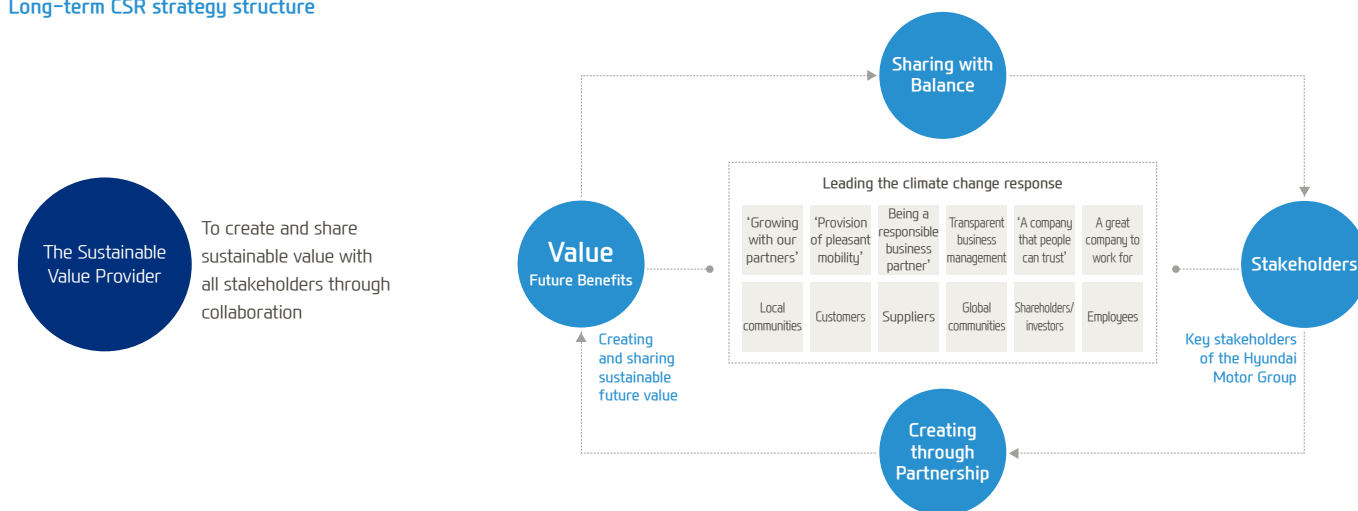 Long-term CSR strategy structure
The Sustainable
Value Provider
To create and share
sustainable value with
all stakeholders through
collaboration
Sharing with
Balance
Value
Future Benefits
Creating
and sharing
sustainable
future value
Leading the climate change response
‘Growing
with our
partners’
‘Provision
of pleasant
mobility’
Being a
responsible
business
partner’
Transparent
business
management
‘A company
that people
can trust’
A great
company to
work for
Local
communities
Customers
Suppliers
Global
communities
Shareholders/
investors
Employees
Stakeholders
Key stakeholders
of the Hyundai
Motor Group
Creating
through
Partnership